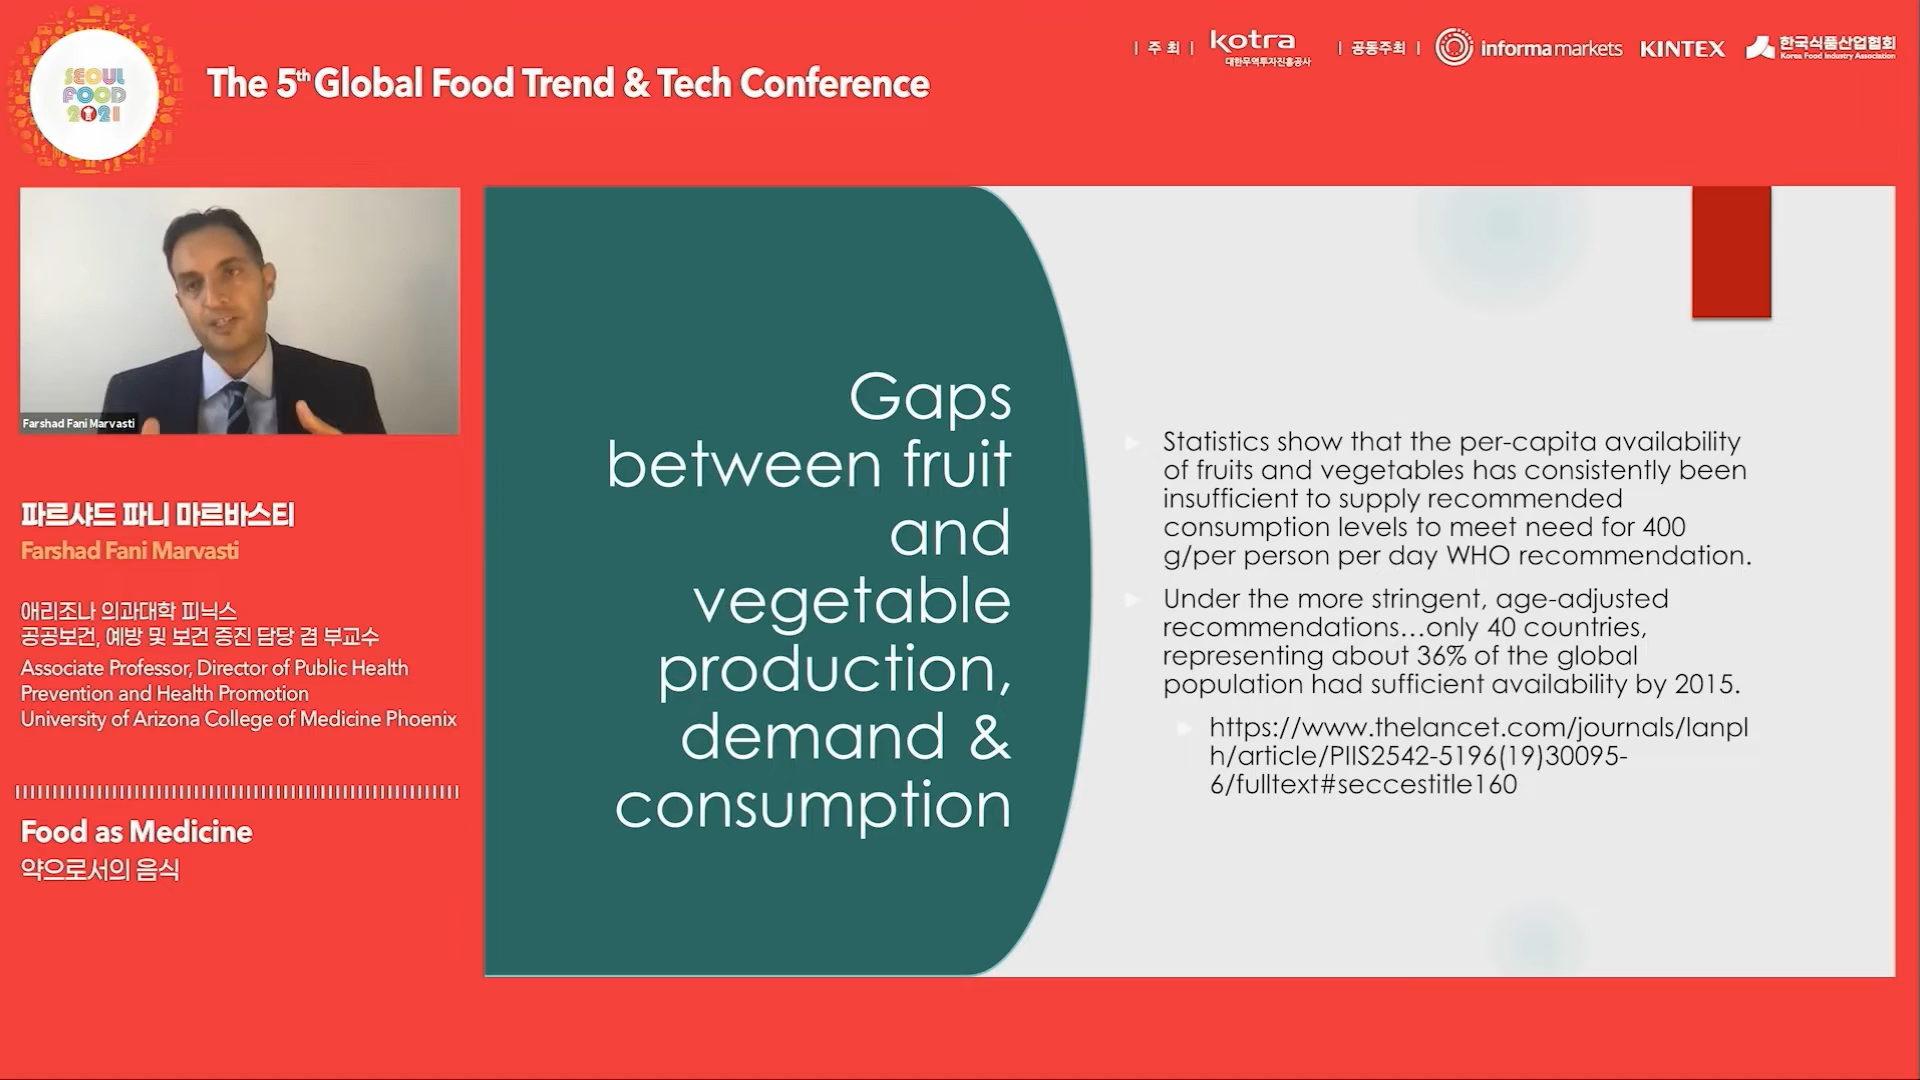 SEOUL
FOOD
2021
The 5th Global Food Trend & Tech Conference
| 주 최 |
kotra
대한무역투자진흥공사
| 공동주최 |
informa markets
KINTEX
한국식품산업협회
Korea Food Industry Association
Farshad Fani Marvasti
파르샤드 파니 마르바스티
Farshad Fani Marvasti
애리조나 의과대학 피닉스
공공보건, 예방 및 보건 증진 담당 겸 부교수
Associate Professor, Director of Public Health
Prevention and Health Promotion
University of Arizona College of Medicine Phoenix
Food as Medicine
약으로서의 음식
Gaps
between fruit
and
vegetable
production,
demand &
consumption
Statistics show that the per-capita availability
of fruits and vegetables has consistently been
insufficient to supply recommended
consumption levels to meet need for 400
g/per person per day WHO recommendation.
Under the more stringent, age-adjusted
recommendations…only 40 countries,
representing about 36% of the global
population had sufficient availability by 2015.
https://www.thelancet.com/journals/lanpl
h/article/PIIS2542-5196(19)30095-
6/fulltext#seccestitle160